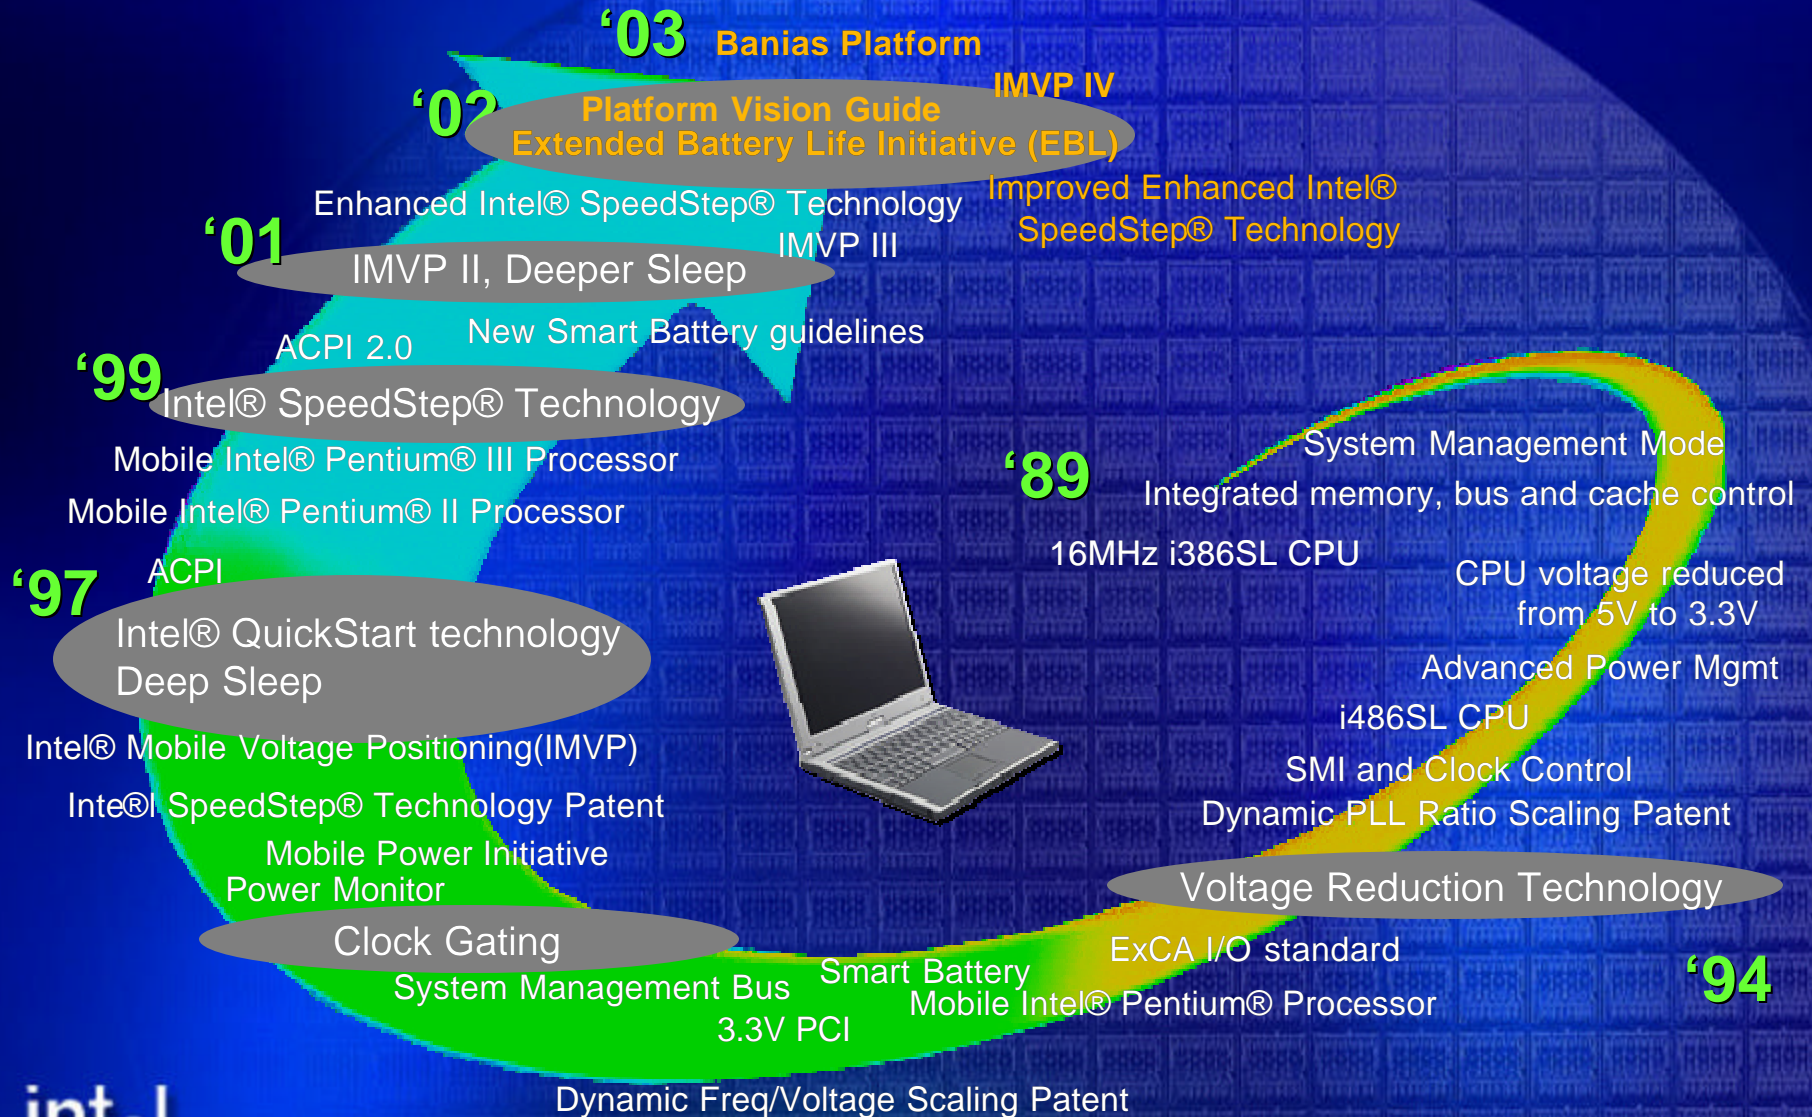 ‘03 Banias Platform
IMVP IV
‘02 Platform Vision Guide
Extended Battery Life Initiative (EBL)
Improved Enhanced Intel®
SpeedStep® Technology
Enhanced Intel® SpeedStep® Technology
IMVP III
‘01
IMVP II, Deeper Sleep
New Smart Battery guidelines
ACPI 2.0
‘99
Intel® SpeedStep® Technology
Mobile Intel® Pentium® III Processor
Mobile Intel® Pentium® II Processor
ACPI
‘97
Intel® QuickStart technology
Deep Sleep
Intel® Mobile Voltage Positioning(IMVP)
Inte®l SpeedStep® Technology Patent
Mobile Power Initiative
Power Monitor
Clock Gating
System Management Bus
Smart Battery
3.3V PCI
Dynamic Freq/Voltage Scaling Patent
System Management Mode
‘89
Integrated memory, bus and cache control
16MHz i386SL CPU
CPU voltage reduced
from 5V to 3.3V
Advanced Power Mgmt
i486SL CPU
SMI and Clock Control
Dynamic PLL Ratio Scaling Patent
Voltage Reduction Technology
ExCA I/O standard
‘94
Mobile Intel® Pentium® Processor
intel